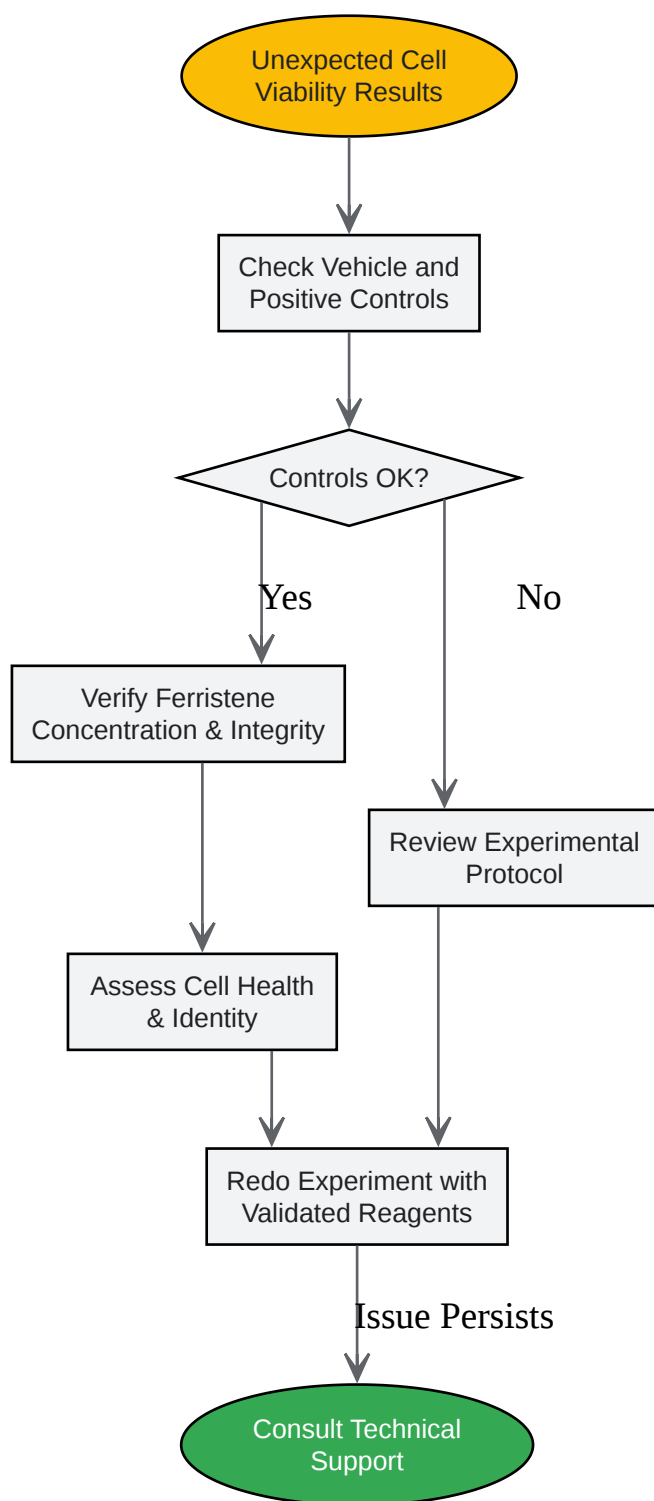 Unexpected Cell
Viability Results
Check Vehicle and
Positive Controls
Controls OK?
Yes
No
Verify Ferristene
Concentration & Integrity
Review Experimental
Protocol
Assess Cell Health
& Identity
Redo Experiment with
Validated Reagents
Issue Persists
Consult Technical
Support